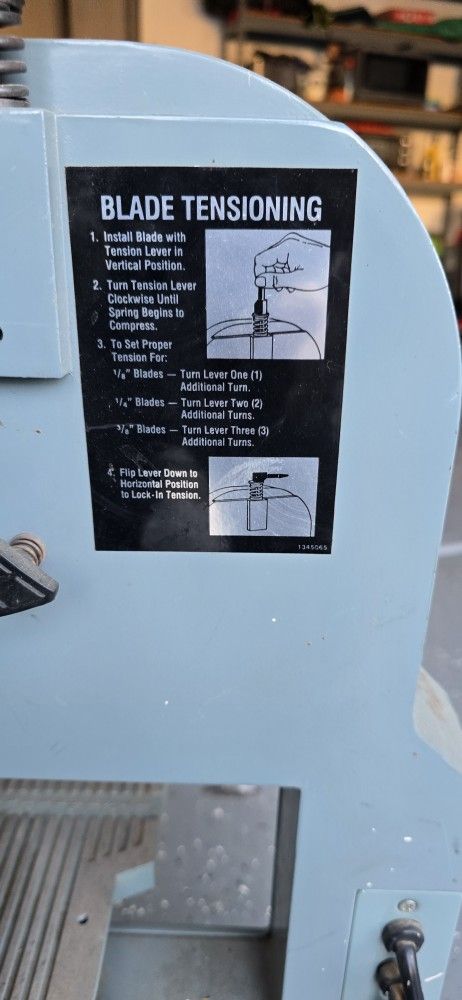 BLADE TENSIONING
1. Install Blade with
Tension Lever in
Vertical Position.
2. Turn Tension Lever
Clockwise Until
Spring Begins to
Compress.
3. To Set Proper
Tension For:
1/8" Blades — Turn Lever One (1)
Additional Turn.
1/4" Blades — Turn Lever Two (2)
Additional Turns.
3/8" Blades — Turn Lever Three (3)
Additional Turns.
4. Flip Lever Down to
Horizontal Position
to Lock-In Tension.
1345065